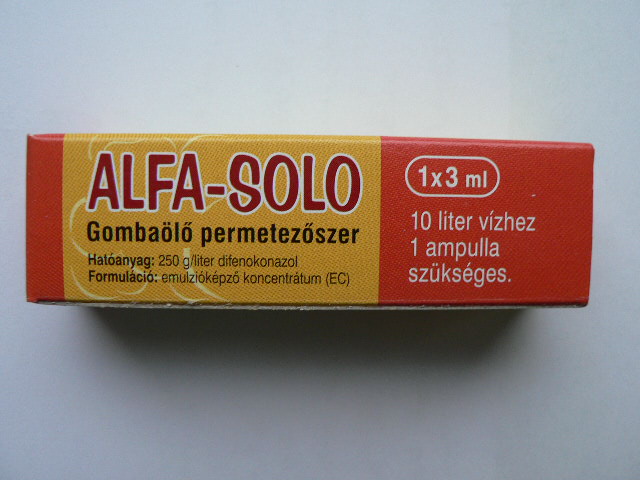 ALFA-SOLO
Gombaölő permetezőszer
Hatóanyag: 250 g/liter difenokonazol
Formuláció: emulzióképző koncentrátum (EC)
1x3 ml
10 liter vízhez
1 ampulla
szükséges.